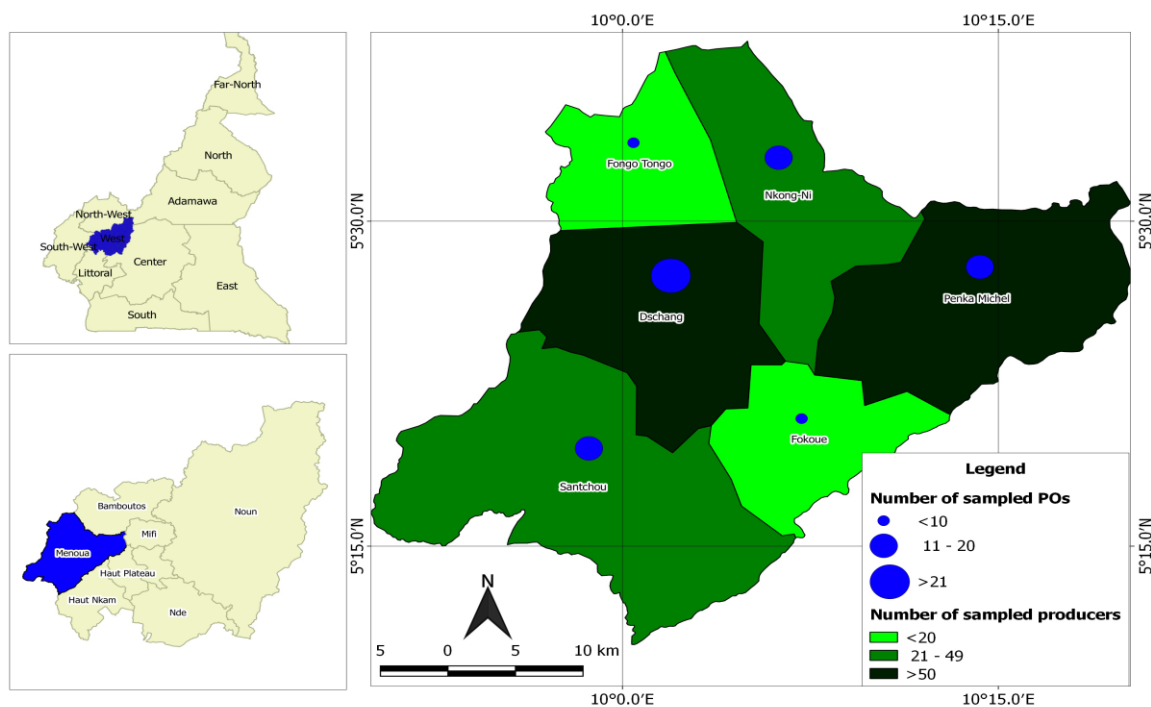 Far-North
North
Adamawa
North-West
West
South-West
Center
Littoral
East
South
Bamboutos
Noun
Mifi
Menoua
Haut Plateau
Haut Nkam
Nde
10°0.0'E
10°15.0'E
Fongo Tongo
Nkong-Ni
5°30.0'N
5°30.0'N
Penka Michel
Dschang
Fokoue
Santchou
5°15.0'N
5°15.0'N
N
5
0
5
10 km
Legend
Number of sampled POs
<10
11 - 20
>21
Number of sampled producers
<20
21 - 49
>50
10°0.0'E
10°15.0'E